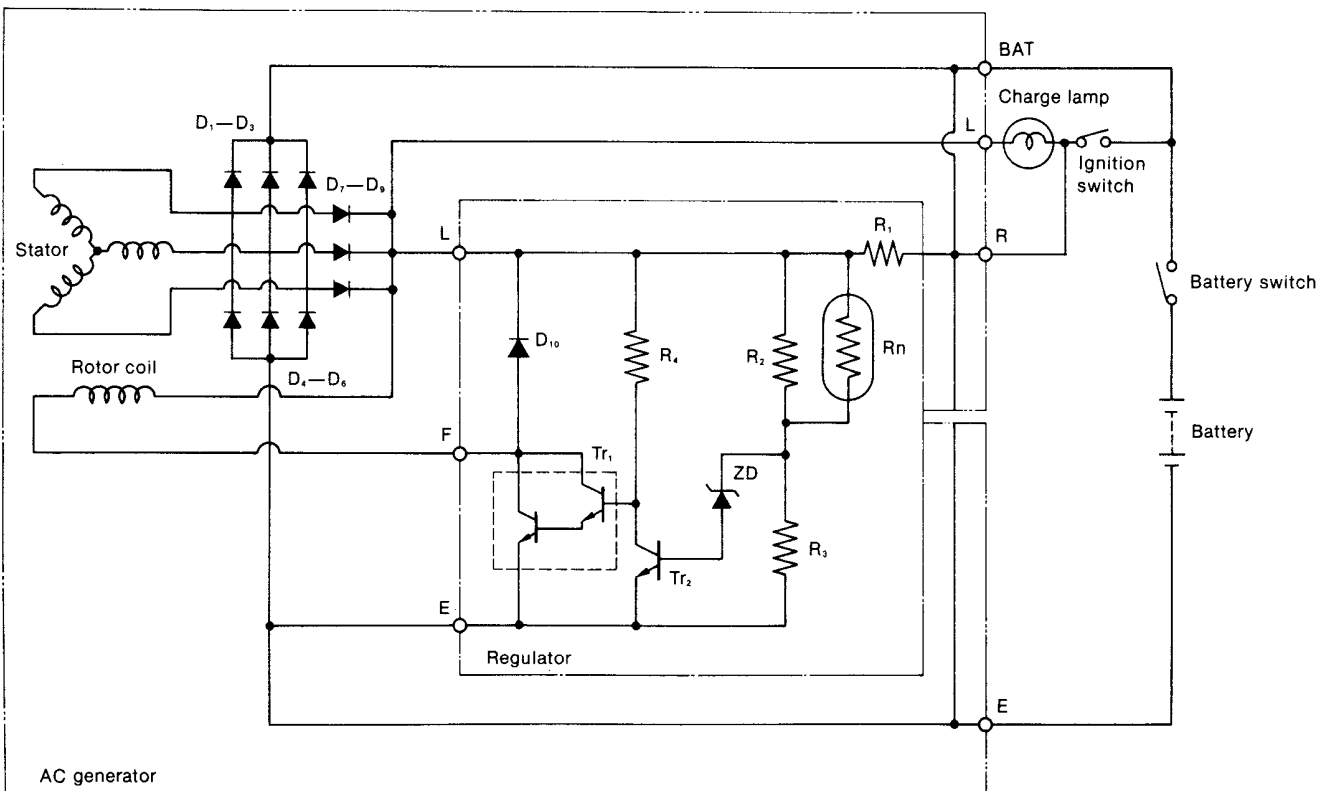 BAT
Charge lamp
D₁—D₃
L
Ignition
switch
D₇—D₉
Stator
L
R₁
R
Battery switch
D₁₀
R₄
R₂
Rn
Rotor coil
D₄—D₆
F
Tr₁
ZD
Battery
R₃
Tr₂
E
Regulator
E
AC generator